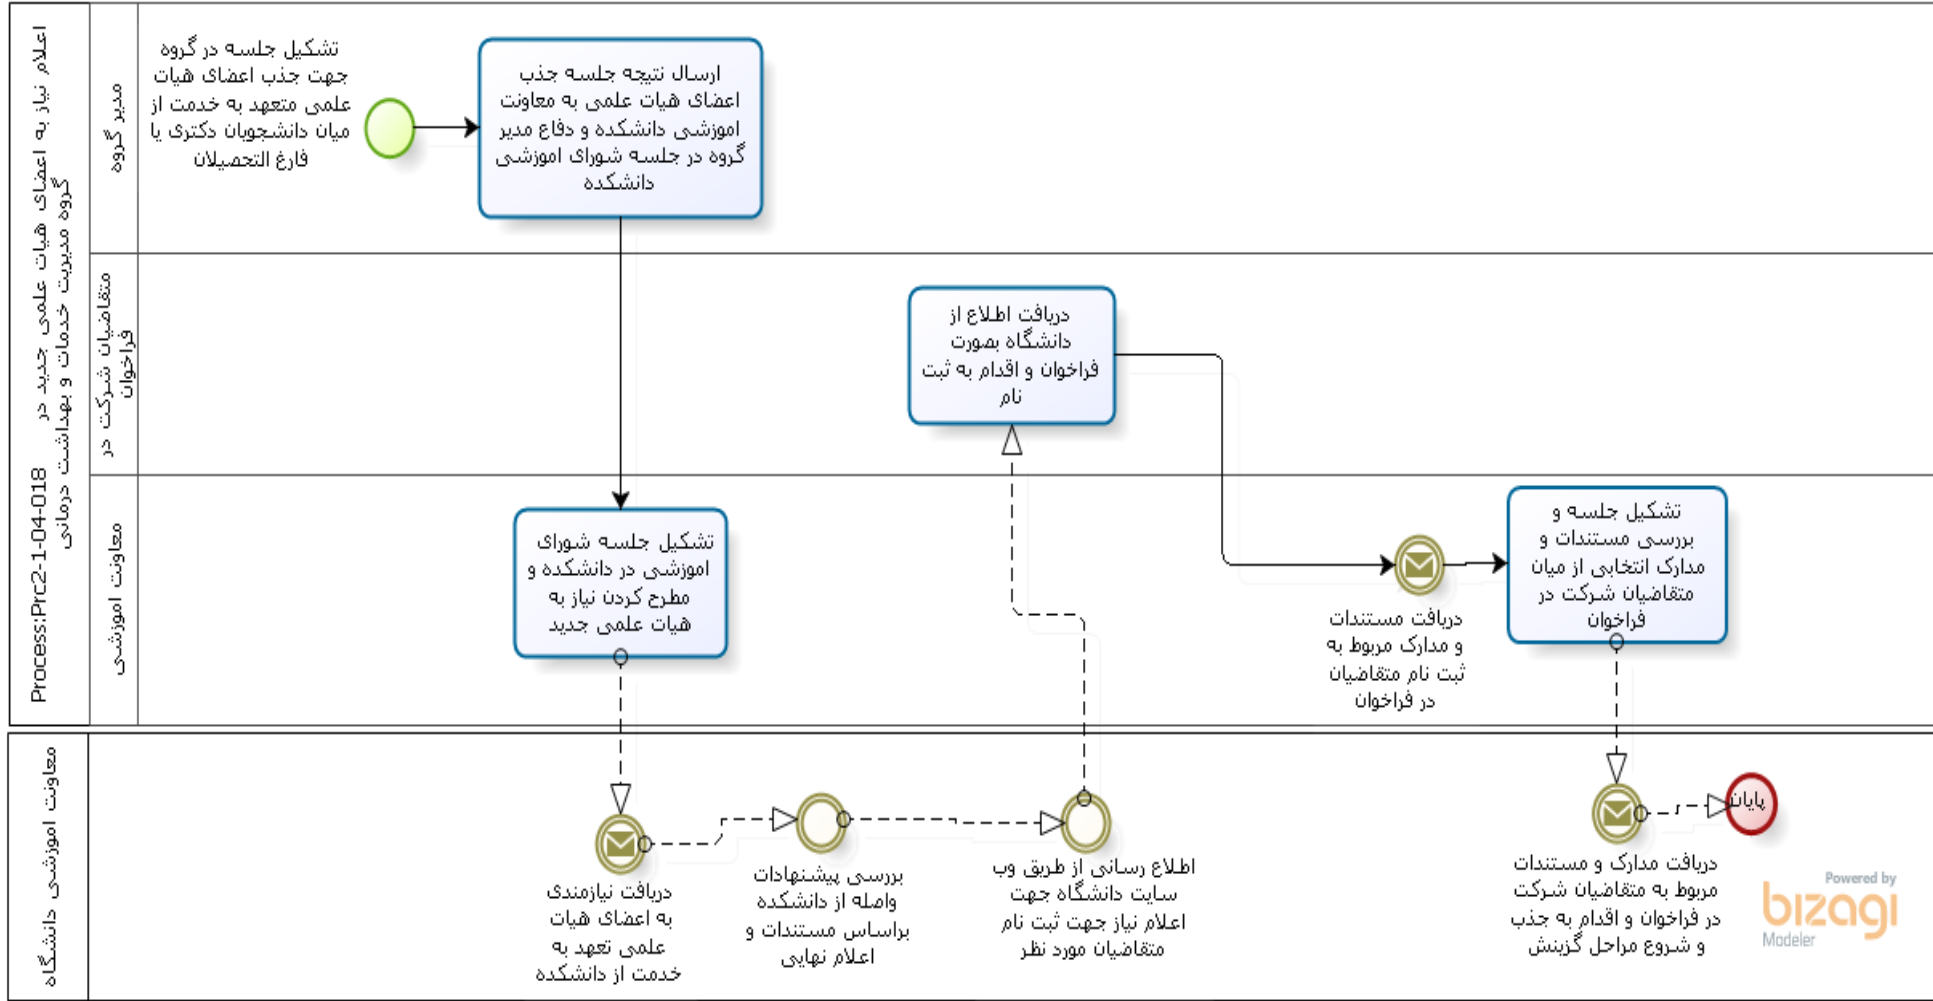 Process:Prc2-1-04-018 اعلام نیاز به اعضای هیات علمی جدید در
گروه مدیریت خدمات و بهداشت درمانی
مدیر گروه
تشکیل جلسه در گروه
جهت جذب اعضای هیات
علمی متعهد به خدمت از
میان دانشجویان دکتری یا
فارغ التحصیلان
ارسال نتیجه جلسه جذب
اعضای هیات علمی به معاونت
اموزشی دانشکده و دفاع مدیر
گروه در جلسه شورای اموزشی
دانشکده
متقاضیان شرکت در
فراخوان
دریافت اطلاع از
دانشگاه بصورت
فراخوان و اقدام به ثبت
نام
معاونت اموزشی
تشکیل جلسه شورای
اموزشی در دانشکده و
مطرح کردن نیاز به
هیات علمی جدید
دریافت مستندات
و مدارک مربوط به
ثبت نام متقاضیان
در فراخوان
تشکیل جلسه و
بررسی مستندات و
مدارک انتخابی از میان
متقاضیان شرکت در
فراخوان
معاونت اموزشی دانشگاه
دریافت نیازمندی
به اعضای هیات
علمی تعهد به
خدمت از دانشکده
بررسی پیشنهادات
واصله از دانشکده
براساس مستندات و
اعلام نهایی
اطلاع رسانی از طریق وب
سایت دانشگاه جهت
اعلام نیاز جهت ثبت نام
متقاضیان مورد نظر
دریافت مدارک و مستندات
مربوط به متقاضیان شرکت
در فراخوان و اقدام به جذب
و شروع مراحل گزینش
پایان
Powered by
bizagi
Modeler